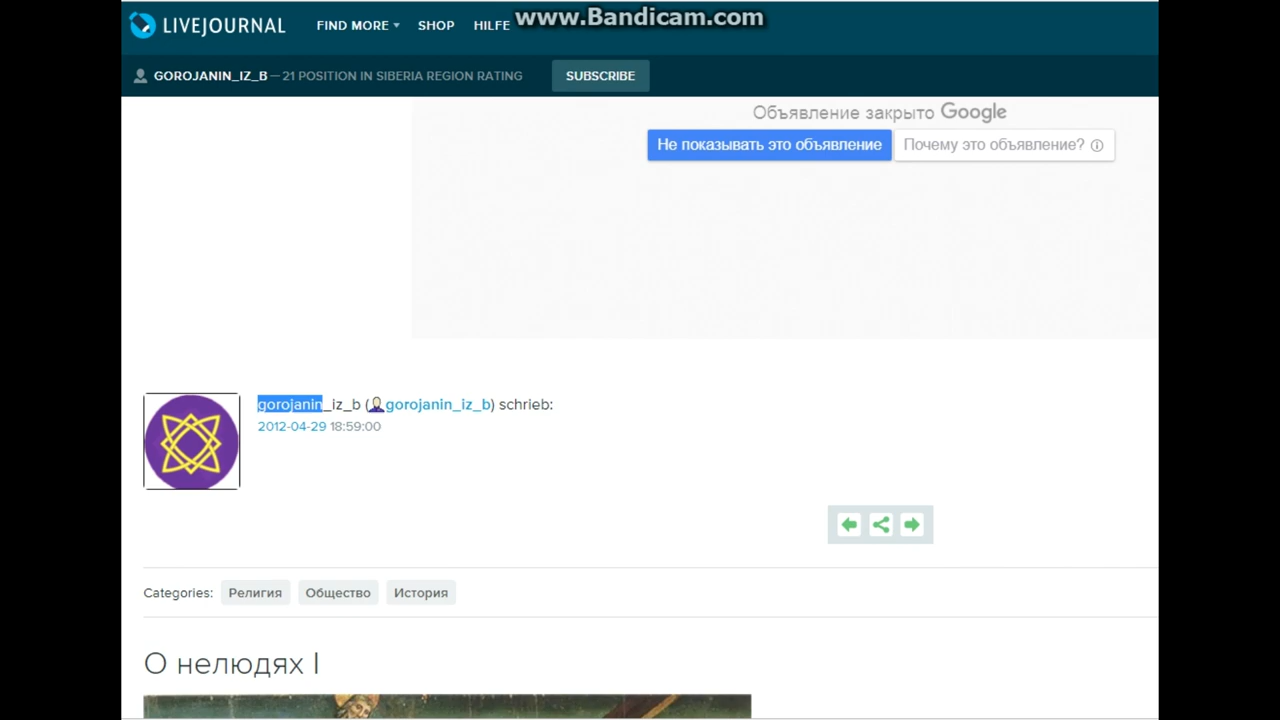 www.Bandicam.com
LIVEJOURNAL FIND MORE SHOP HILFE
GOROJANIN_IZ_B — 21 POSITION IN SIBERIA REGION RATING SUBSCRIBE
Объявление закрыто Google
Не показывать это объявление Почему это объявление?
gorojanin_iz_b (gorojanin_iz_b) schrieb:
2012-04-29 18:59:00
Categories: Религия Общество История
О нелюдях I